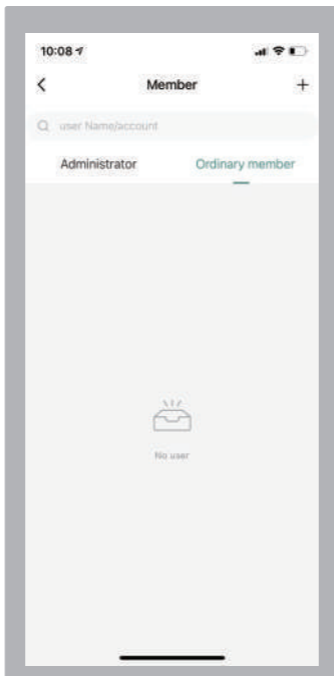 10:08
Member
user Name/account
Administrator Ordinary member
No user